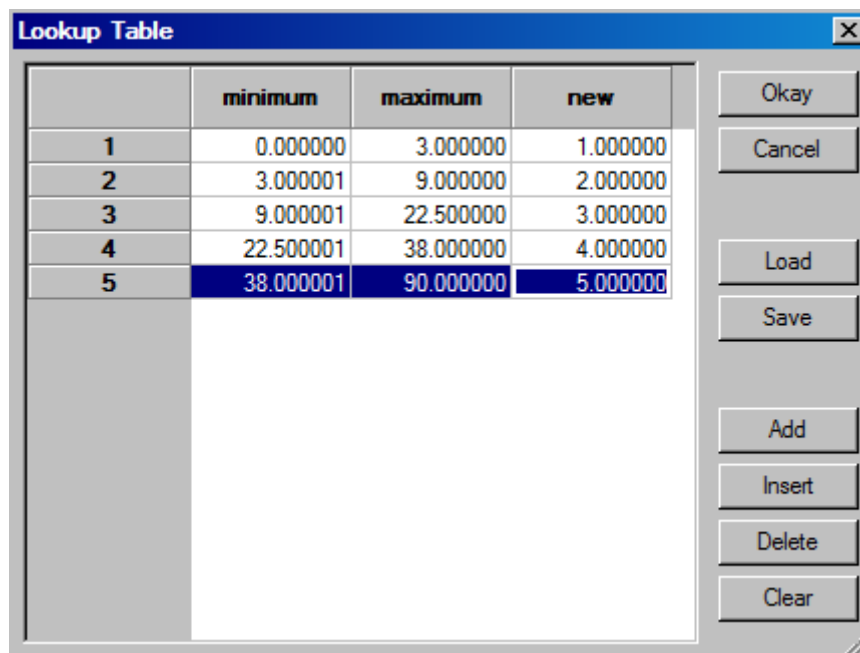 Lookup Table
minimum maximum new
1 0.000000 3.000000 1.000000
2 3.000001 9.000000 2.000000
3 9.000001 22.500000 3.000000
4 22.500001 38.000000 4.000000
5 38.000001 90.000000 5.000000
Okay
Cancel
Load
Save
Add
Insert
Delete
Clear